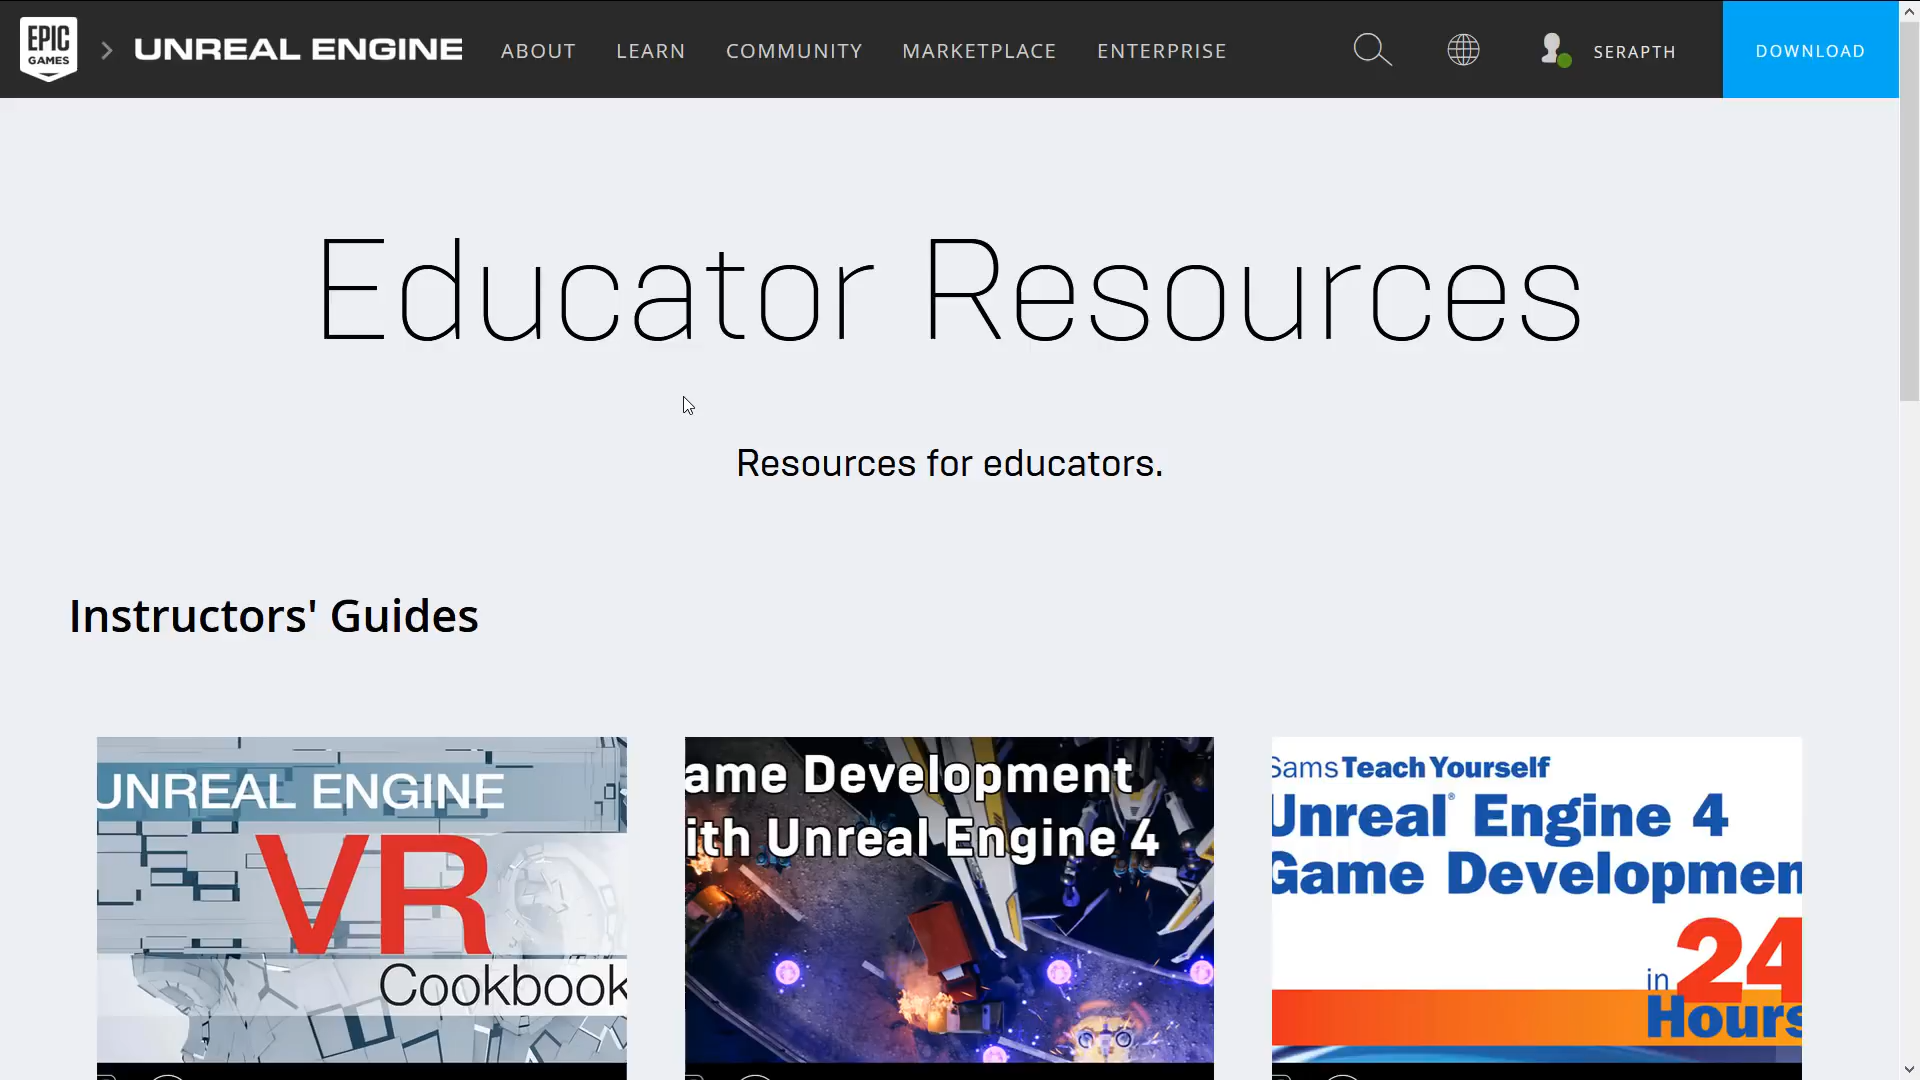 EPIC
GAMES
UNREAL ENGINE
ABOUT
LEARN
COMMUNITY
MARKETPLACE
ENTERPRISE
SERAPTH
DOWNLOAD
Educator Resources
Resources for educators.
Instructors' Guides
UNREAL ENGINE
VR
Cookbook
ame Development
ith Unreal Engine 4
Sams Teach Yourself
Unreal® Engine 4
Game Developmen
in 24
Hours